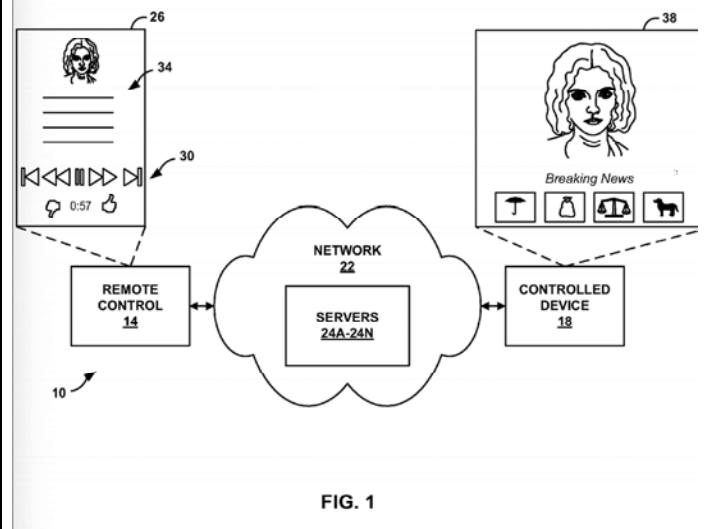 26
38
34
30
0:57
Breaking News
NETWORK
22
REMOTE
CONTROL
14
SERVERS
24A-24N
CONTROLLED
DEVICE
18
10
FIG. 1